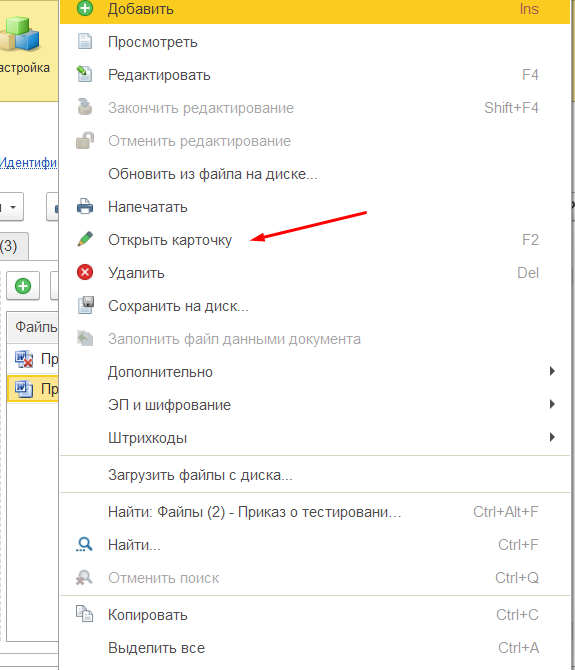 Добавить Ins
Просмотреть
астройка
Редактировать F4
Закончить редактирование Shift+F4
Отменить редактирование
Идентифи
Обновить из файла на диске...
Напечатать
Открыть карточку F2
(3)
Удалить Del
Сохранить на диск...
Файлы
Заполнить файл данными документа
Пр
Дополнительно
Пр
ЭП и шифрование
Штрихкоды
Загрузить файлы с диска...
Найти: Файлы (2) - Приказ о тестировани... Ctrl+Alt+F
Найти... Ctrl+F
Отменить поиск Ctrl+Q
Копировать Ctrl+C
Выделить все Ctrl+A